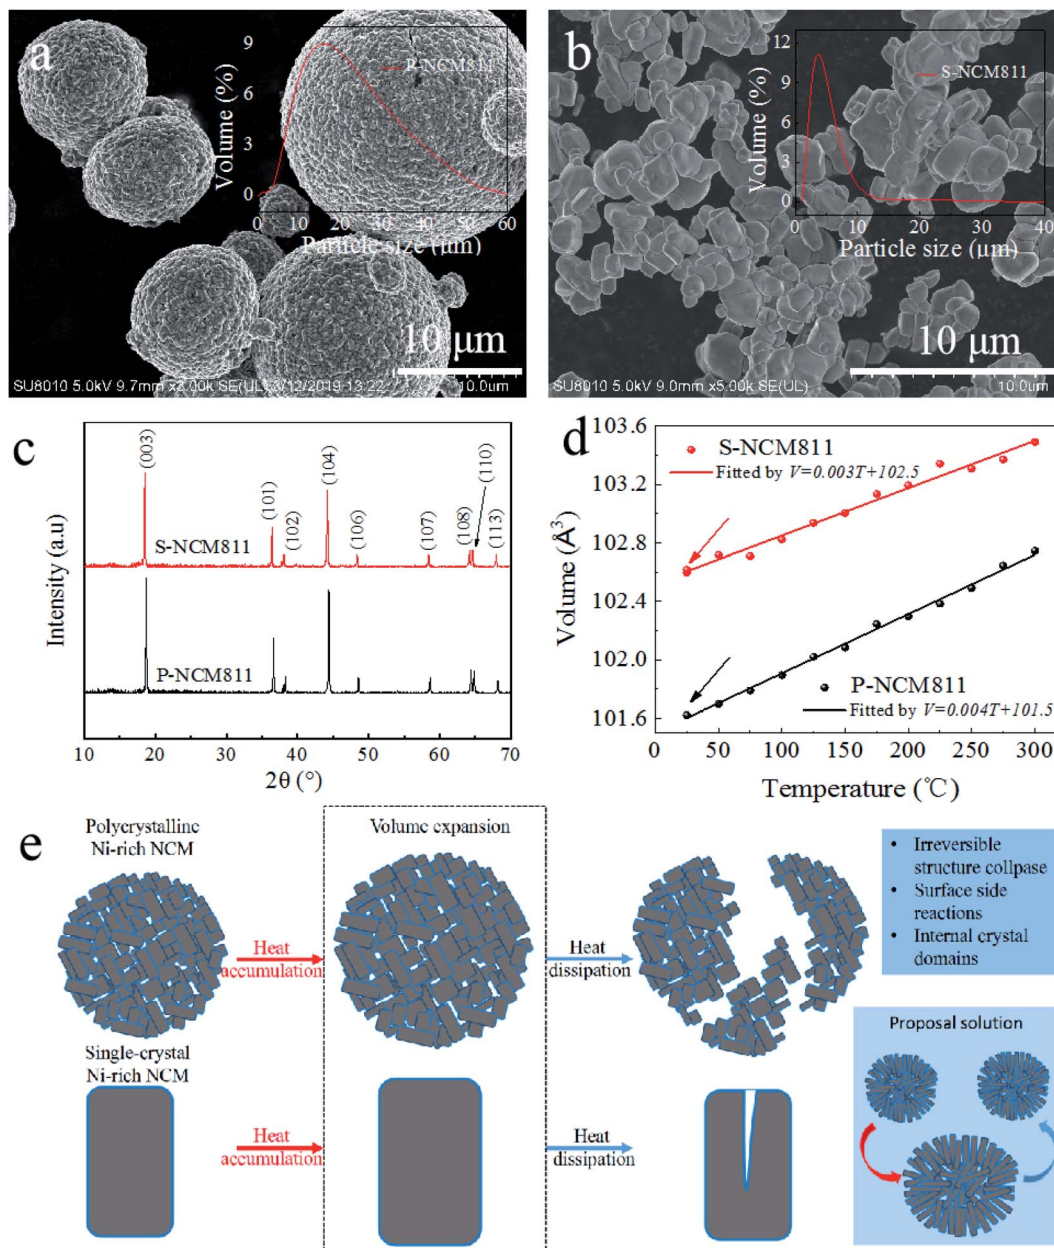 a
9
6
3
0
Volume (%)
P-NCM811
0 10 20 30 40 50 60
Particle size (μm)
10 μm
SU8010 5.0kV 9.7mm x2.00k SE(UL) 3/12/2019 13:22
10.0μm
b
12
9
6
3
0
Volume (%)
S-NCM811
0 10 20 30 40
Particle size (μm)
10 μm
SU8010 5.0kV 9.0mm x5.00k SE(UL)
10.0μm
c
(003)
(101)
(102)
(104)
(106)
(107)
(108)
(110)
(113)
S-NCM811
P-NCM811
Intensity (a.u)
10 20 30 40 50 60 70
2θ (°)
d
103.6
103.2
102.8
102.4
102.0
101.6
Volume (Å³)
S-NCM811
Fitted by V=0.003T+102.5
P-NCM811
Fitted by V=0.004T+101.5
0 50 100 150 200 250 300
Temperature (℃)
e
Polycrystalline
Ni-rich NCM
Heat
accumulation
Volume expansion
Heat
dissipation
• Irreversible
structure collpase
• Surface side
reactions
• Internal crystal
domains
Single-crystal
Ni-rich NCM
Heat
accumulation
Heat
dissipation
Proposal solution